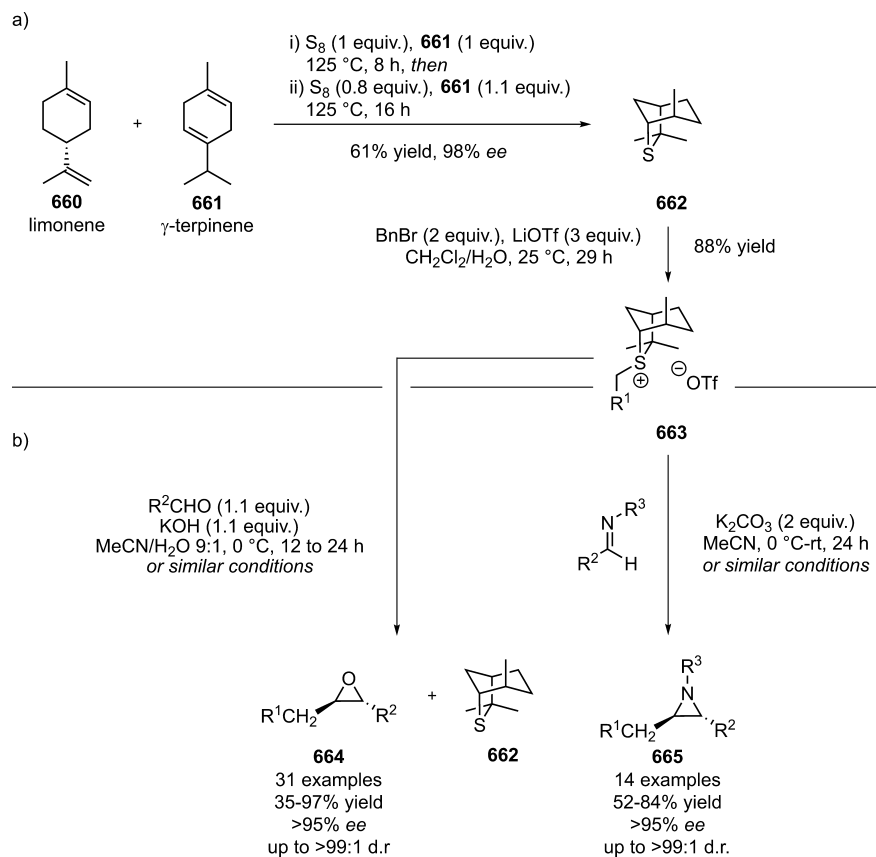 a)
i) S8 (1 equiv.), 661 (1 equiv.)
125 °C, 8 h, then
ii) S8 (0.8 equiv.), 661 (1.1 equiv.)
125 °C, 16 h
+
61% yield, 98% ee
S
660
limonene
661
γ-terpinene
662
BnBr (2 equiv.), LiOTf (3 equiv.)
CH2Cl2/H2O, 25 °C, 29 h
88% yield
S
+
−
OTf
R1
663
b)
R2CHO (1.1 equiv.)
KOH (1.1 equiv.)
MeCN/H2O 9:1, 0 °C, 12 to 24 h
or similar conditions
R3
N
R2
H
K2CO3 (2 equiv.)
MeCN, 0 °C-rt, 24 h
or similar conditions
O
R1CH2
R2
+
S
R3
N
R1CH2
R2
664
31 examples
35-97% yield
>95% ee
up to >99:1 d.r
662
665
14 examples
52-84% yield
>95% ee
up to >99:1 d.r.